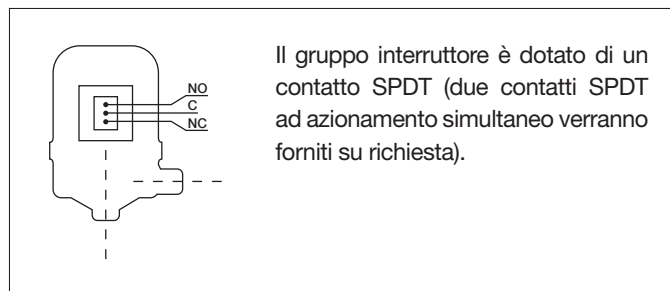 NO
C
NC
Il gruppo interruttore è dotato di un
contatto SPDT (due contatti SPDT
ad azionamento simultaneo verranno
forniti su richiesta).